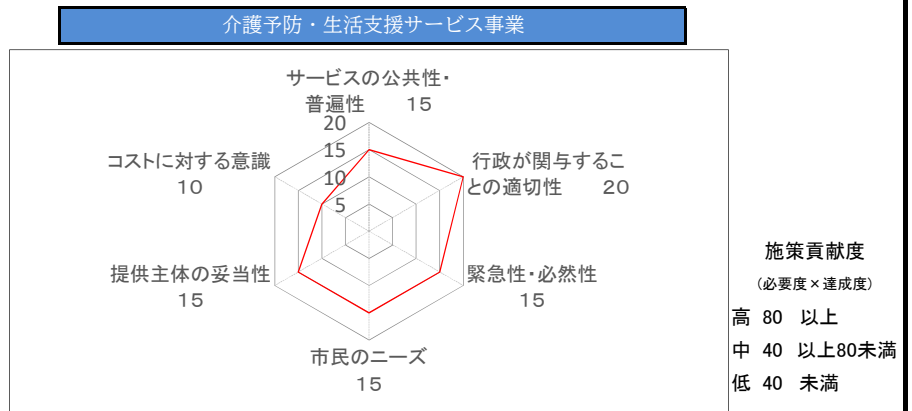 介護予防・生活支援サービス事業
サービスの公共性・
普遍性 15
20
15
10
5
コストに対する意識
10
行政が関与するこ
との適切性 20
提供主体の妥当性
15
緊急性・必然性
15
市民のニーズ
15
施策貢献度
(必要度×達成度)
高 80 以上
中 40 以上80未満
低 40 未満